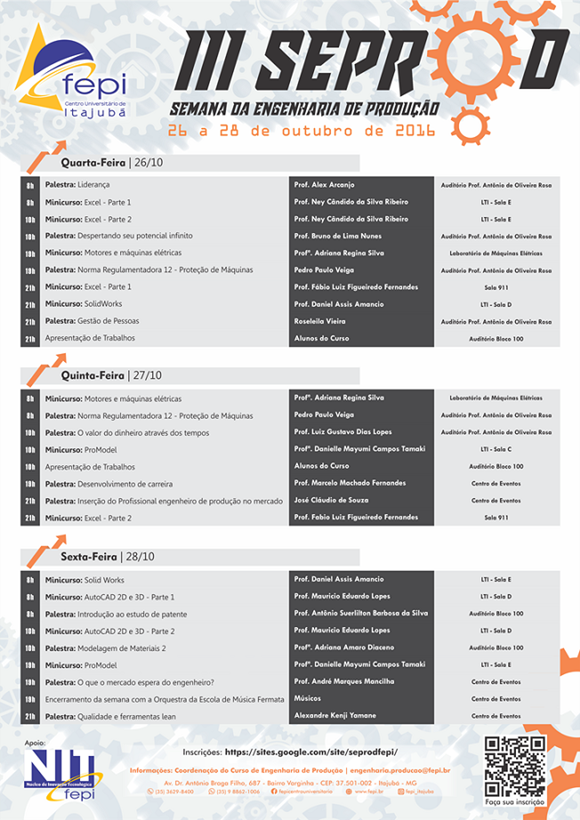 fepi
Centro Universitário de
Itajubá
III SEPROD
SEMANA DA ENGENHARIA DE PRODUÇÃO
26 a 28 de outubro de 2016
Quarta-Feira | 26/10
8h Palestra: Liderança Prof. Alex Arcanjo Auditório Prof. Antônio de Oliveira Rosa
8h Minicurso: Excel - Parte 1 Prof. Ney Cândido da Silva Ribeiro LTI - Sala E
10h Minicurso: Excel - Parte 2 Prof. Ney Cândido da Silva Ribeiro LTI - Sala E
10h Palestra: Despertando seu potencial infinito Prof. Bruno de Lima Nunes Auditório Prof. Antônio de Oliveira Rosa
Minicurso: Motores e máquinas elétricas Profª. Adriana Regina Silva Laboratório de Máquinas Elétricas
Palestra: Norma Regulamentadora 12 - Proteção de Máquinas Pedro Paulo Veiga Auditório Prof. Antônio de Oliveira Rosa
21h Minicurso: Excel - Parte 1 Prof. Fábio Luiz Figueiredo Fernandes Sala 911
21h Minicurso: SolidWorks Prof. Daniel Assis Amancio LTI - Sala D
21h Palestra: Gestão de Pessoas Roseleila Vieira Auditório Prof. Antônio de Oliveira Rosa
21h Apresentação de Trabalhos Alunos do Curso Auditório Bloco 100
Quinta-Feira | 27/10
8h Minicurso: Motores e máquinas elétricas Profª. Adriana Regina Silva Laboratório de Máquinas Elétricas
8h Palestra: Norma Regulamentadora 12 - Proteção de Máquinas Pedro Paulo Veiga Auditório Prof. Antônio de Oliveira Rosa
10h Palestra: O valor do dinheiro através dos tempos Prof. Luiz Gustavo Dias Lopes Auditório Prof. Antônio de Oliveira Rosa
10h Minicurso: ProModel Profª. Danielle Mayumi Campos Tamaki LTI - Sala C
10h Apresentação de Trabalhos Alunos do Curso Auditório Bloco 100
Palestra: Desenvolvimento de carreira Prof. Marcelo Machado Fernandes Centro de Eventos
21h Palestra: Inserção do Profissional engenheiro de produção no mercado José Cláudio de Souza Centro de Eventos
21h Minicurso: Excel - Parte 2 Prof. Fabio Luiz Figueiredo Fernandes Sala 911
Sexta-Feira | 28/10
8h Minicurso: Solid Works Prof. Daniel Assis Amancio LTI - Sala E
8h Minicurso: AutoCAD 2D e 3D - Parte 1 Prof. Mauricio Eduardo Lopes LTI - Sala D
8h Palestra: Introdução ao estudo de patente Prof. Antônio Suerlilton Barbosa da Silva Auditório Bloco 100
10h Minicurso: AutoCAD 2D e 3D - Parte 2 Prof. Mauricio Eduardo Lopes LTI - Sala D
10h Palestra: Modelagem de Materiais 2 Profª. Adriana Amaro Diacenco Auditório Bloco 100
10h Minicurso: ProModel Profª. Danielle Mayumi Campos Tamaki LTI - Sala E
Palestra: O que o mercado espera do engenheiro? Prof. André Marques Mancilha Centro de Eventos
Encerramento da semana com a Orquestra da Escola de Música Fermata Músicos Centro de Eventos
21h Palestra: Qualidade e ferramentas lean Alexandre Kenji Yamane Centro de Eventos
Apoio:
NIT
Núcleo de Inovação Tecnológica
fepi
Inscrições: https://sites.google.com/site/seprodfepi/
Informações: Coordenação do Curso de Engenharia de Produção | engenharia.producao@fepi.br
Av. Dr. Antônio Braga Filho, 687 - Bairro Varginha - CEP: 37.501-002 - Itajubá - MG
(35) 3629-8400 (35) 9 8862-1006 fepicentrouniversitario www.fepi.br fepi_itajuba
Faça sua inscrição